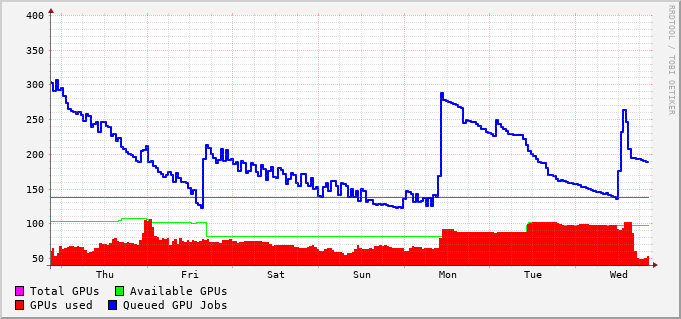 400
350
300
250
200
150
100
50
Thu Fri Sat Sun Mon Tue Wed
Total GPUs Available GPUs
GPUs used Queued GPU Jobs
RRDTOOL / TOBI OETIKER